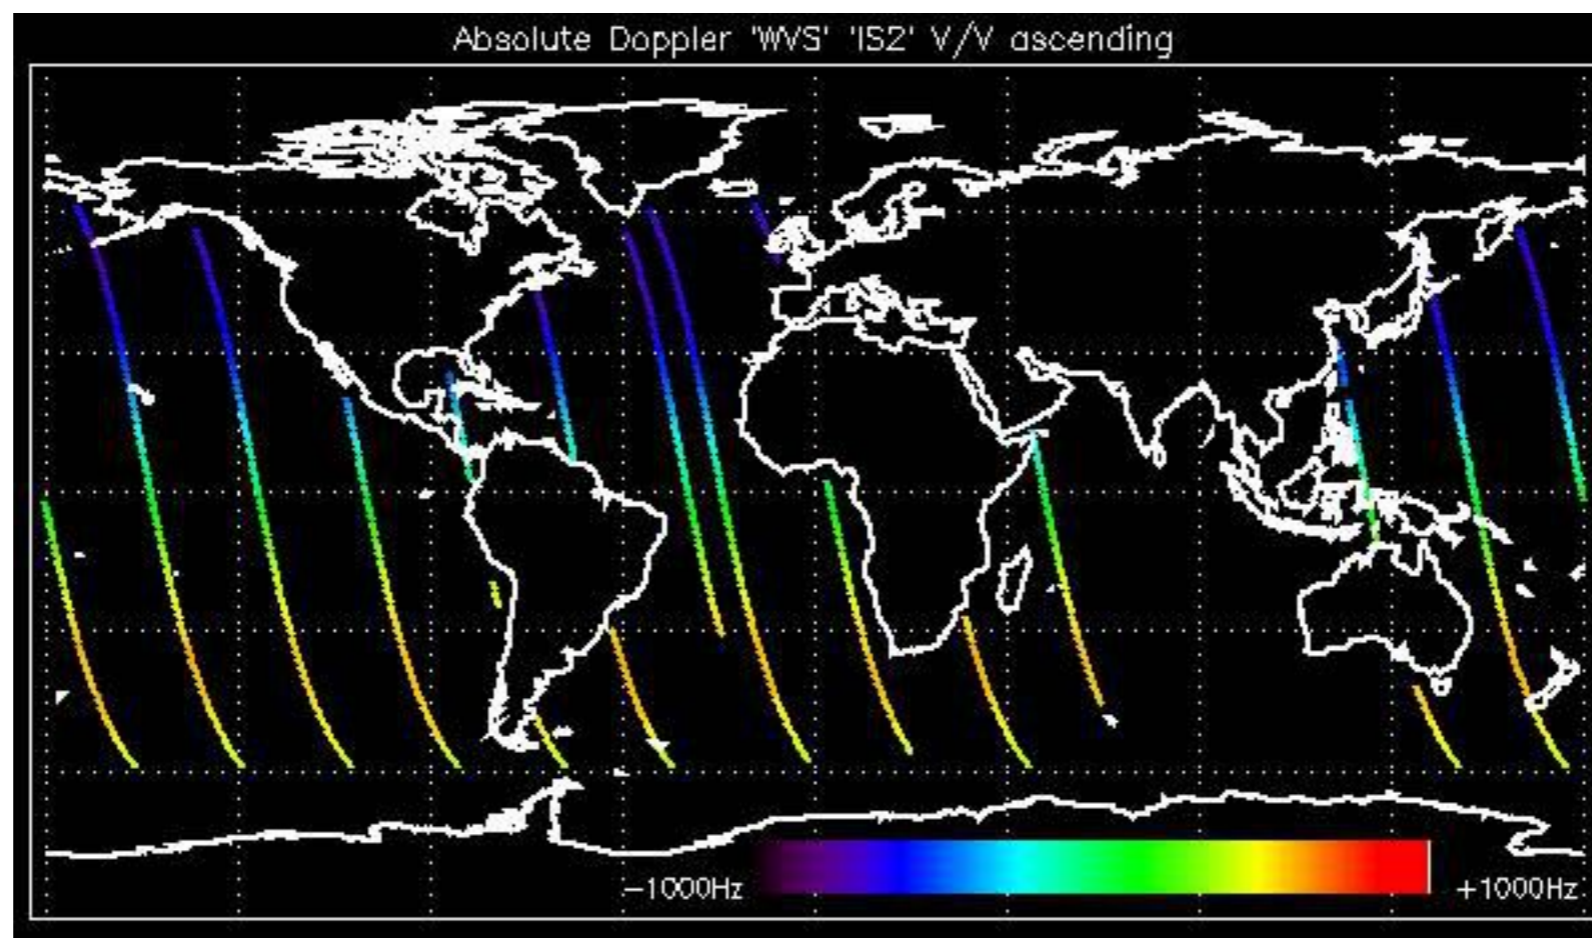 Absolute Doppler 'WVS' 'IS2' V/V ascending
−1000Hz +1000Hz